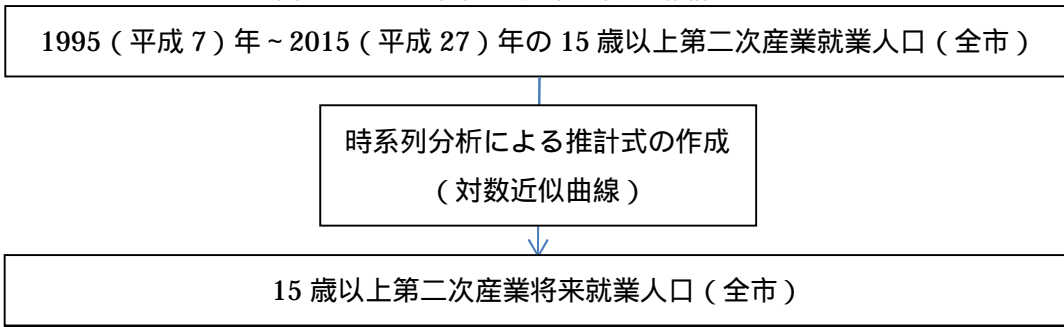 1995（平成 7）年~2015（平成 27）年の 15 歳以上第二次産業就業人口（全市）
時系列分析による推計式の作成
（対数近似曲線）
15 歳以上第二次産業将来就業人口（全市）